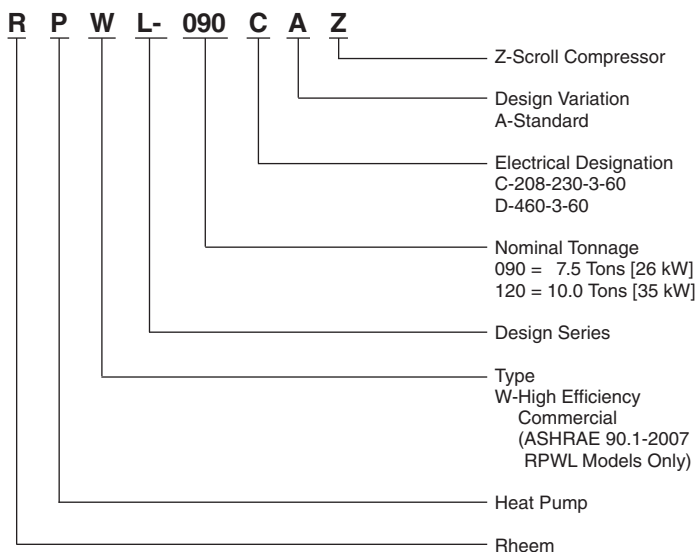 R P W L- 090 C A Z
Z-Scroll Compressor
Design Variation
A-Standard
Electrical Designation
C-208-230-3-60
D-460-3-60
Nominal Tonnage
090 = 7.5 Tons [26 kW]
120 = 10.0 Tons [35 kW]
Design Series
Type
W-High Efficiency
Commercial
(ASHRAE 90.1-2007
RPWL Models Only)
Heat Pump
Rheem